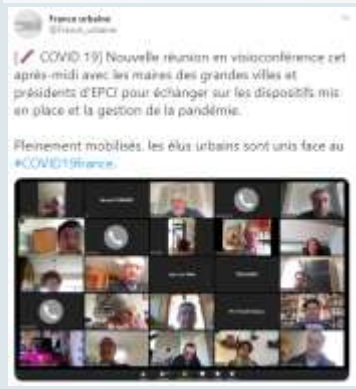 France urbaine
@France_urbaine
[ COVID 19] Nouvelle réunion en visioconférence cet
après-midi avec les maires des grandes villes et
présidents d'EPCI pour échanger sur les dispositifs mis
en place et la gestion de la pandémie.
Pleinement mobilisés, les élus urbains sont unis face au
#COVID19france.